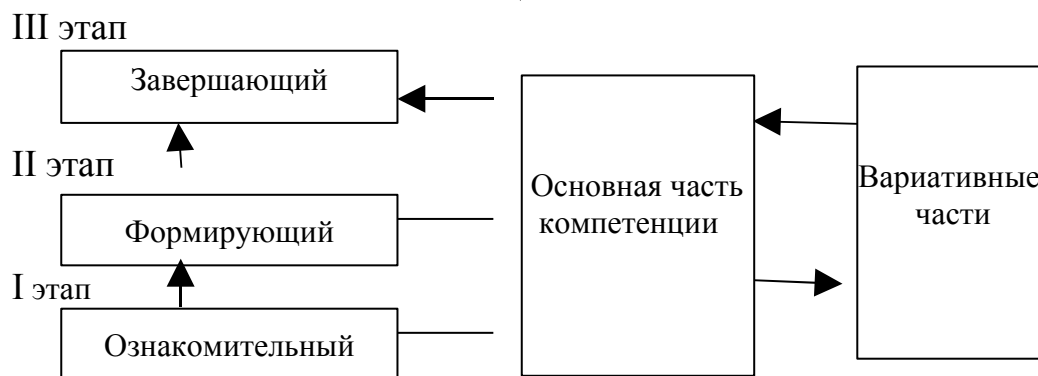 III этап
Завершающий
II этап
Формирующий
I этап
Ознакомительный
Основная часть
компетенции
Вариативные
части